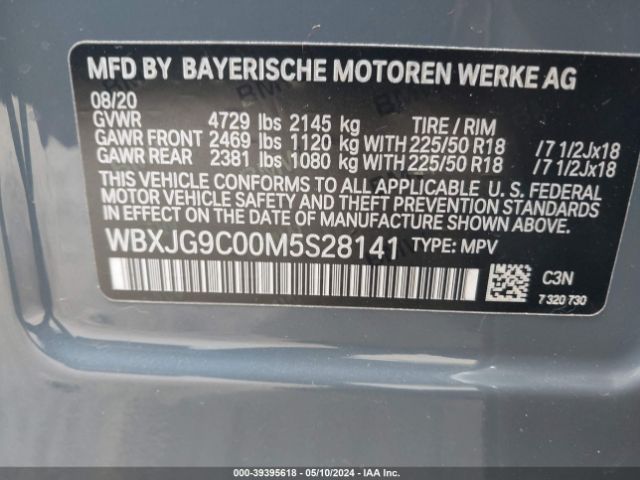 MFD BY BAYERISCHE MOTOREN WERKE AG
08/20
GVWR 4729 lbs 2145 kg TIRE / RIM
GAWR FRONT 2469 lbs 1120 kg WITH 225/50 R18 /7 1/2Jx18
GAWR REAR 2381 lbs 1080 kg WITH 225/50 R18 /7 1/2Jx18
THIS VEHICLE CONFORMS TO ALL APPLICABLE U. S. FEDERAL
MOTOR VEHICLE SAFETY AND THEFT PREVENTION STANDARDS
IN EFFECT ON THE DATE OF MANUFACTURE SHOWN ABOVE.
WBXJG9C00M5S28141 TYPE: MPV
C3N
7 320 730
000-39395618 - 05/10/2024 - IAA Inc.